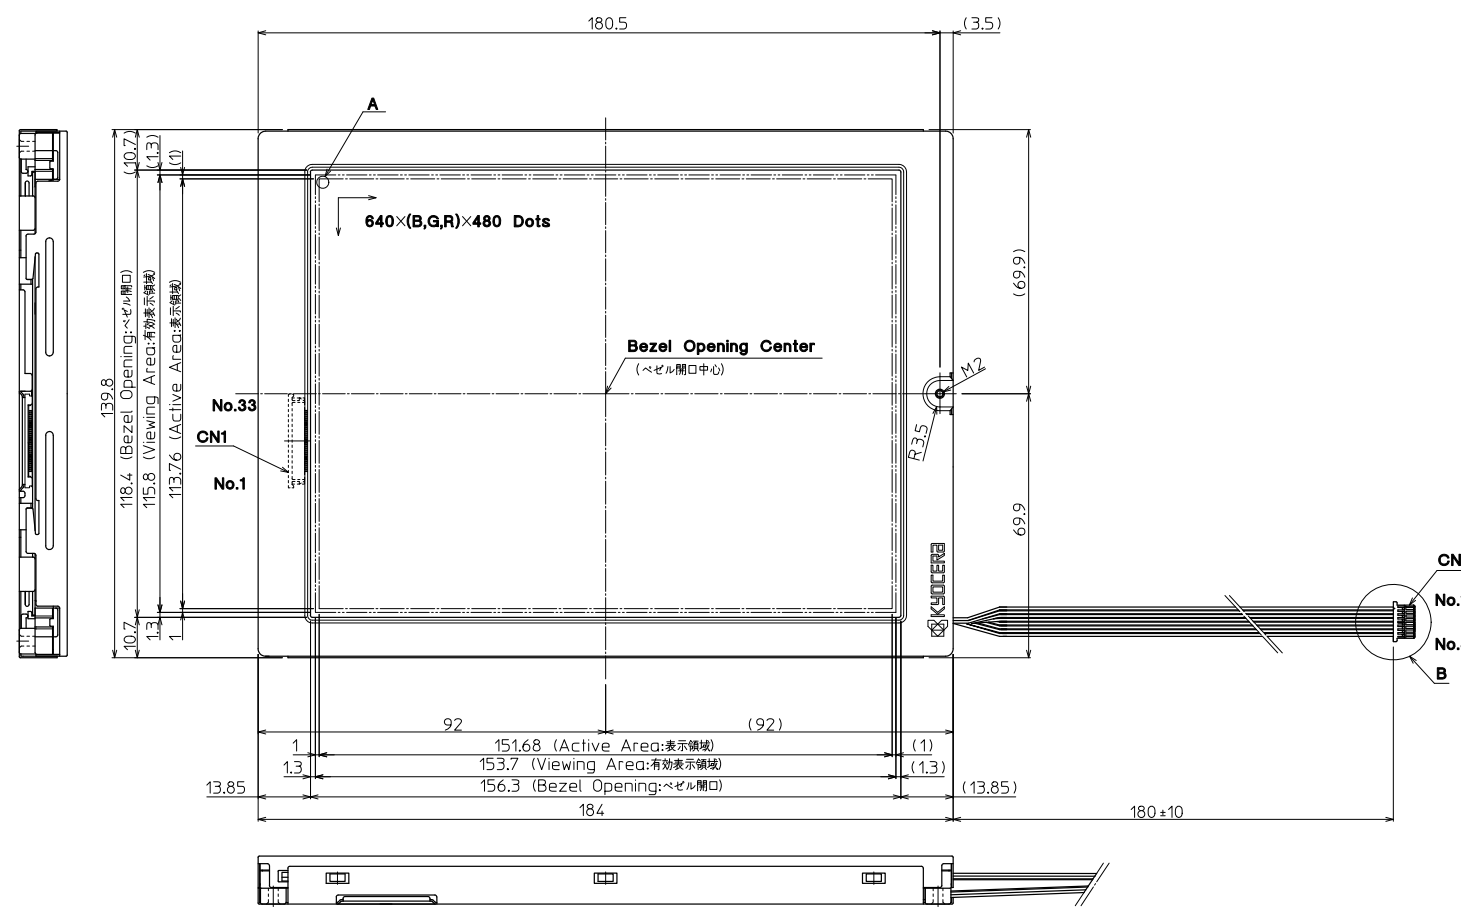 180.5
(3.5)
A
(10.7)
(1.3)
(1)
640×(B,G,R)×480 Dots
(69.9)
Bezel Opening Center
(ベゼル開口中心)
M2
139.8
118.4 (Bezel Opening:ベゼル開口)
115.8 (Viewing Area:有効表示領域)
113.76 (Active Area:表示領域)
No.33
CN1
No.1
R3.5
69.9
KYOCERA
CN
No.
No.
B
10.7
1.3
1
92
(92)
1
151.68 (Active Area:表示領域)
(1)
1.3
153.7 (Viewing Area:有効表示領域)
(1.3)
13.85
156.3 (Bezel Opening:ベゼル開口)
(13.85)
184
180±10